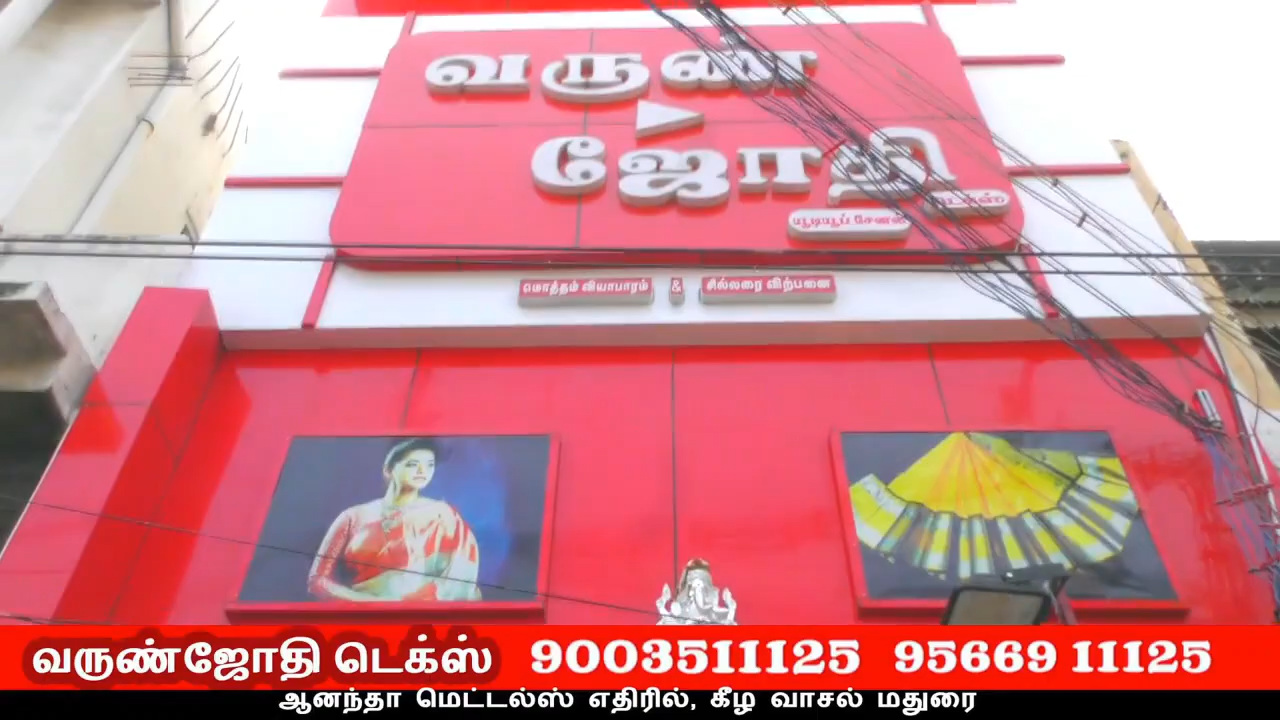 வருண்
ஜோதி
டெக்ஸ்
யூடியூப் சேனல்
மொத்தம் வியாபாரம் & சில்லரை விற்பனை
வருண்ஜோதி டெக்ஸ் 9003511125 95669 11125
ஆனந்தா மெட்டல்ஸ் எதிரில், கீழ வாசல் மதுரை